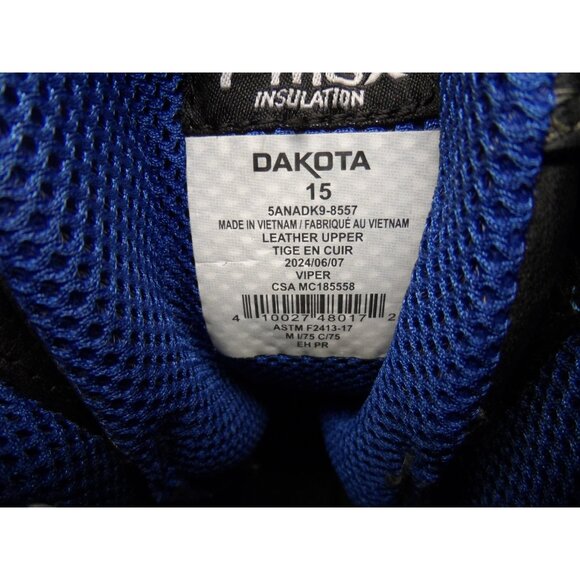 INSULATION
DAKOTA
15
5ANADK9-8557
MADE IN VIETNAM / FABRIQUÉ AU VIETNAM
LEATHER UPPER
TIGE EN CUIR
2024/06/07
VIPER
CSA MC185558
4 10027 48017 2
ASTM F2413-17
M I/75 C/75
EH PR